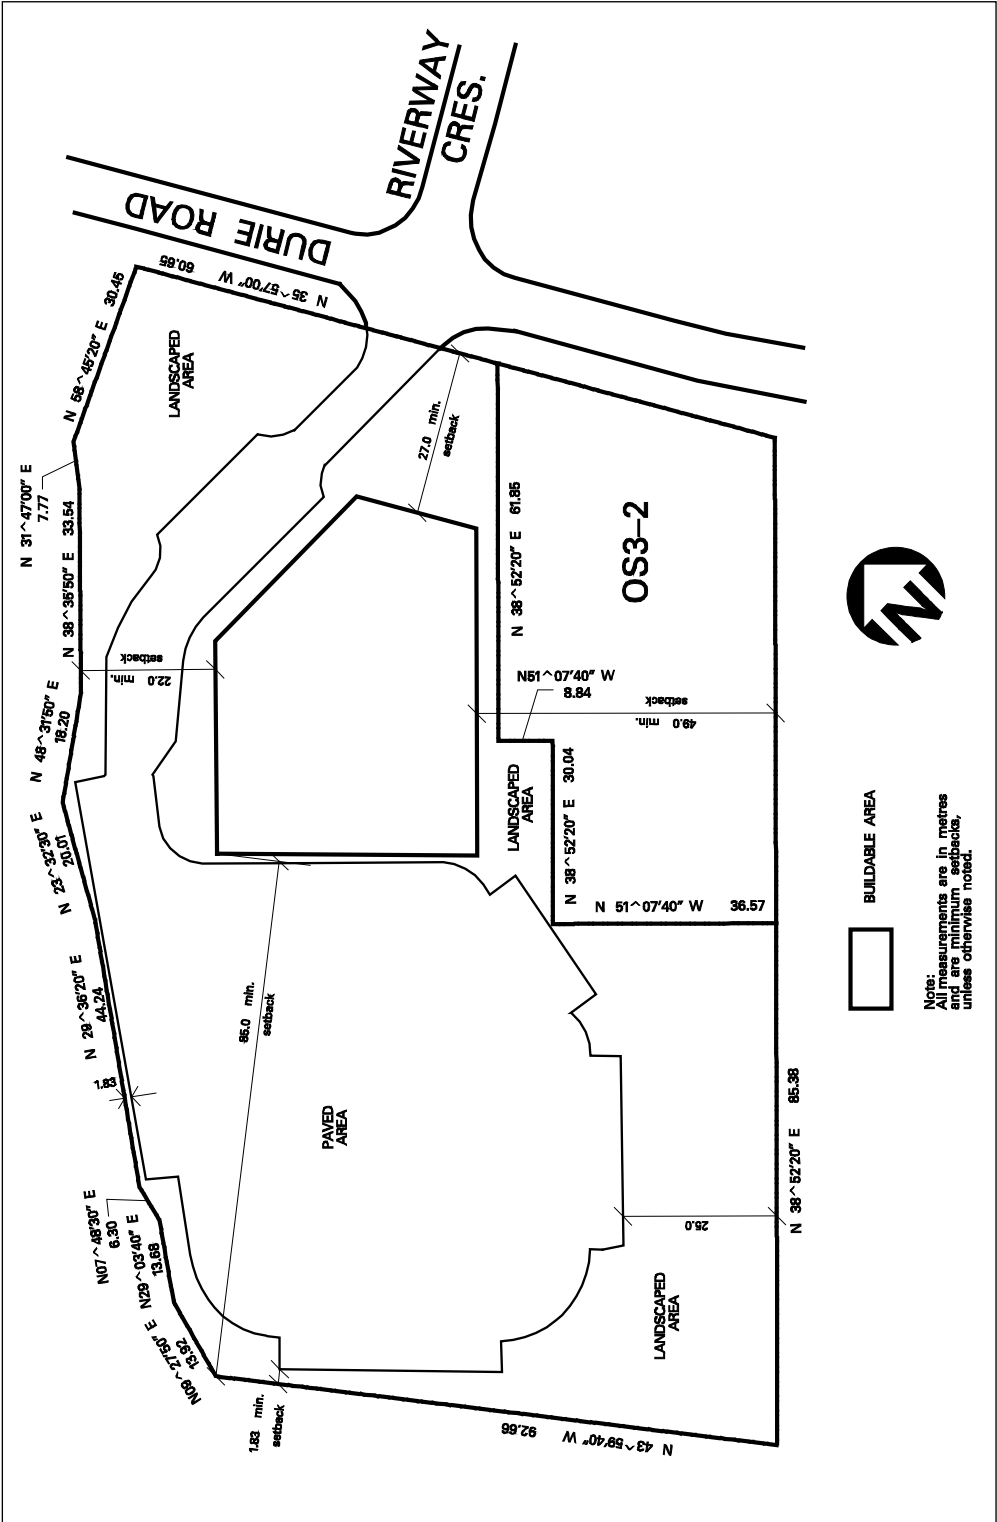 RIVERWAY
CRES.
DURIE ROAD
N 35^57'00" W 60.65
N 58^45'20" E 30.45
LANDSCAPED
AREA
N 31^47'00" E
7.77
N 38^35'50" E 33.54
27.0 min.
setback
N 38^52'20" E 61.85
OS3-2
22.0 min.
setback
N 48^31'50" E
18.20
N51^07'40" W
8.84
49.0 min.
setback
N 23^32'30" E
20.01
LANDSCAPED
AREA
N 38^52'20" E 30.04
N 51^07'40" W 36.57
N
BUILDABLE AREA
Note:
All measurements are in metres
and are minimum setbacks,
unless otherwise noted.
N 29^36'20" E
44.24
85.0 min.
setback
1.83
PAVED
AREA
N 38^52'20" E 85.38
N07^48'30" E
6.30
N29^03'40" E
13.68
25.0
N09^27'50" E
13.92
LANDSCAPED
AREA
1.83 min.
setback
N 43^59'40" W 92.66